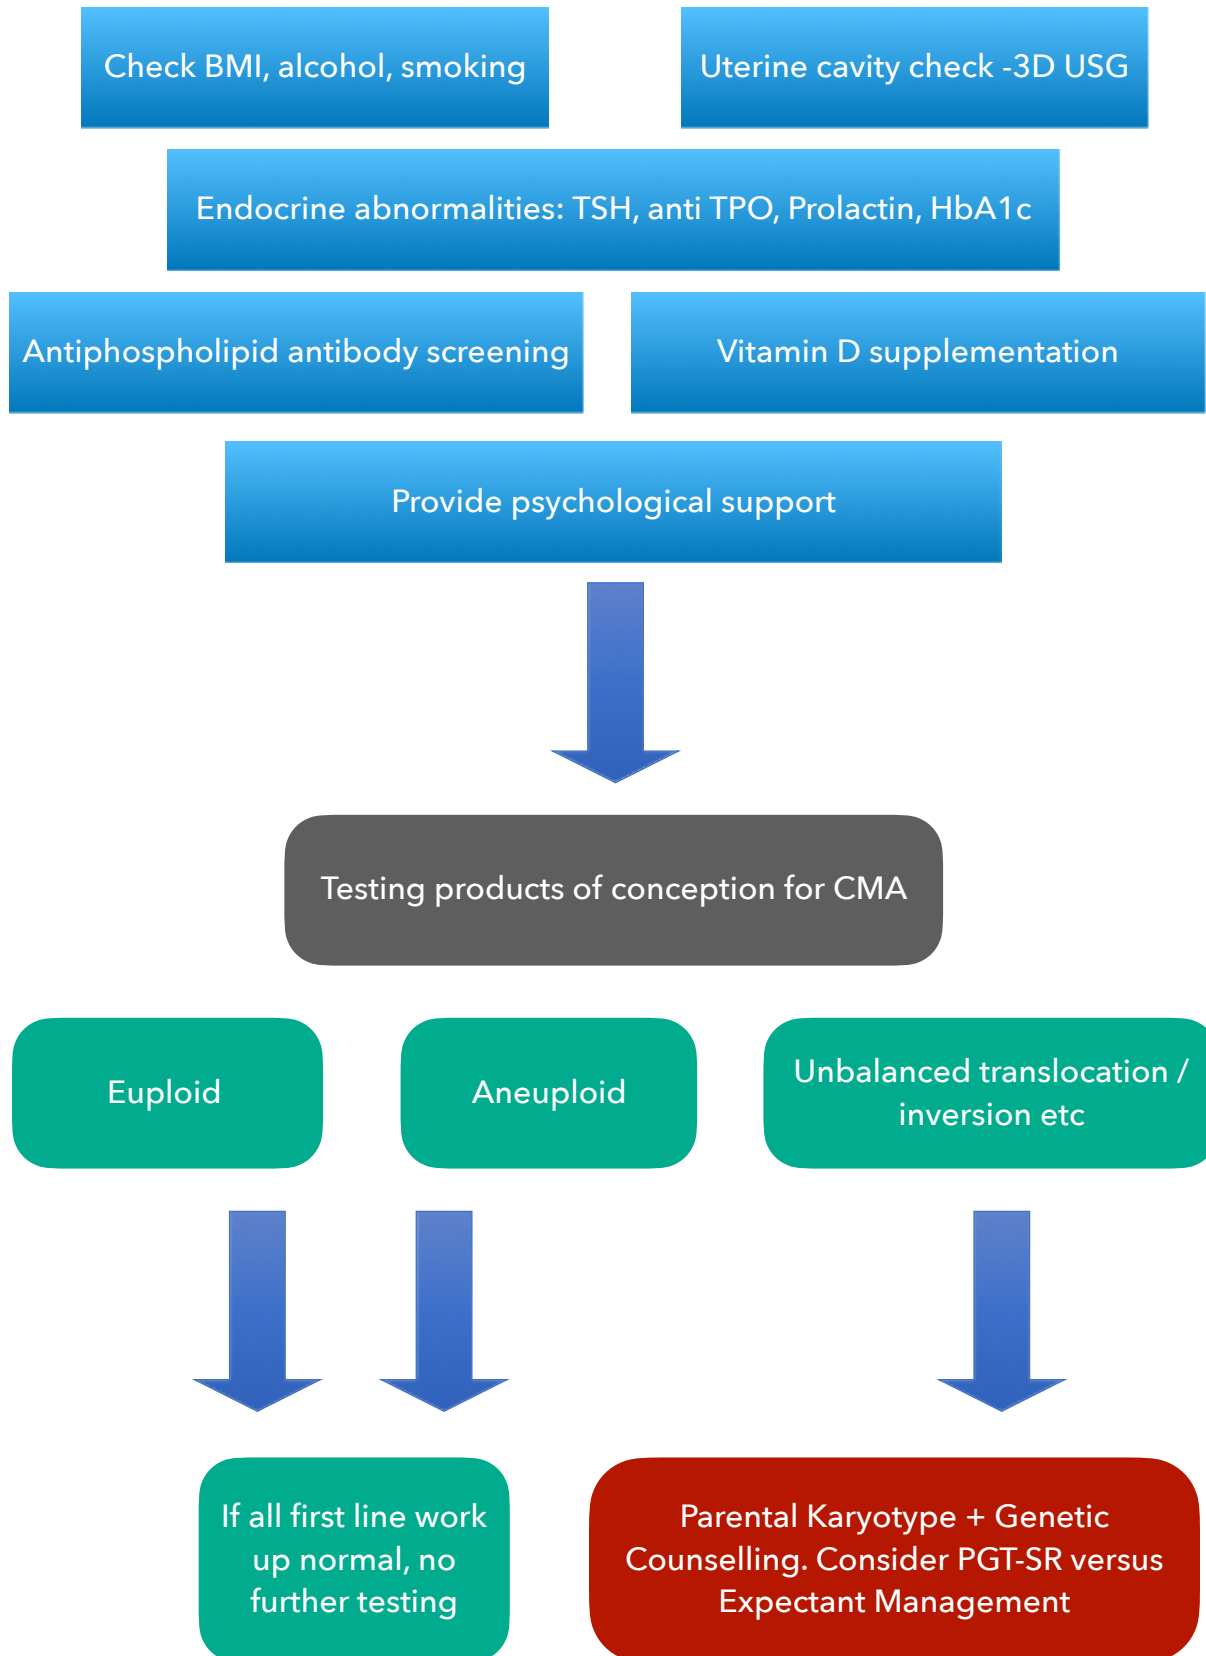 Check BMI, alcohol, smoking
Uterine cavity check -3D USG
Endocrine abnormalities: TSH, anti TPO, Prolactin, HbA1c
Antiphospholipid antibody screening
Vitamin D supplementation
Provide psychological support
Testing products of conception for CMA
Euploid
Aneuploid
Unbalanced translocation /
inversion etc
If all first line work
up normal, no
further testing
Parental Karyotype + Genetic
Counselling. Consider PGT-SR versus
Expectant Management